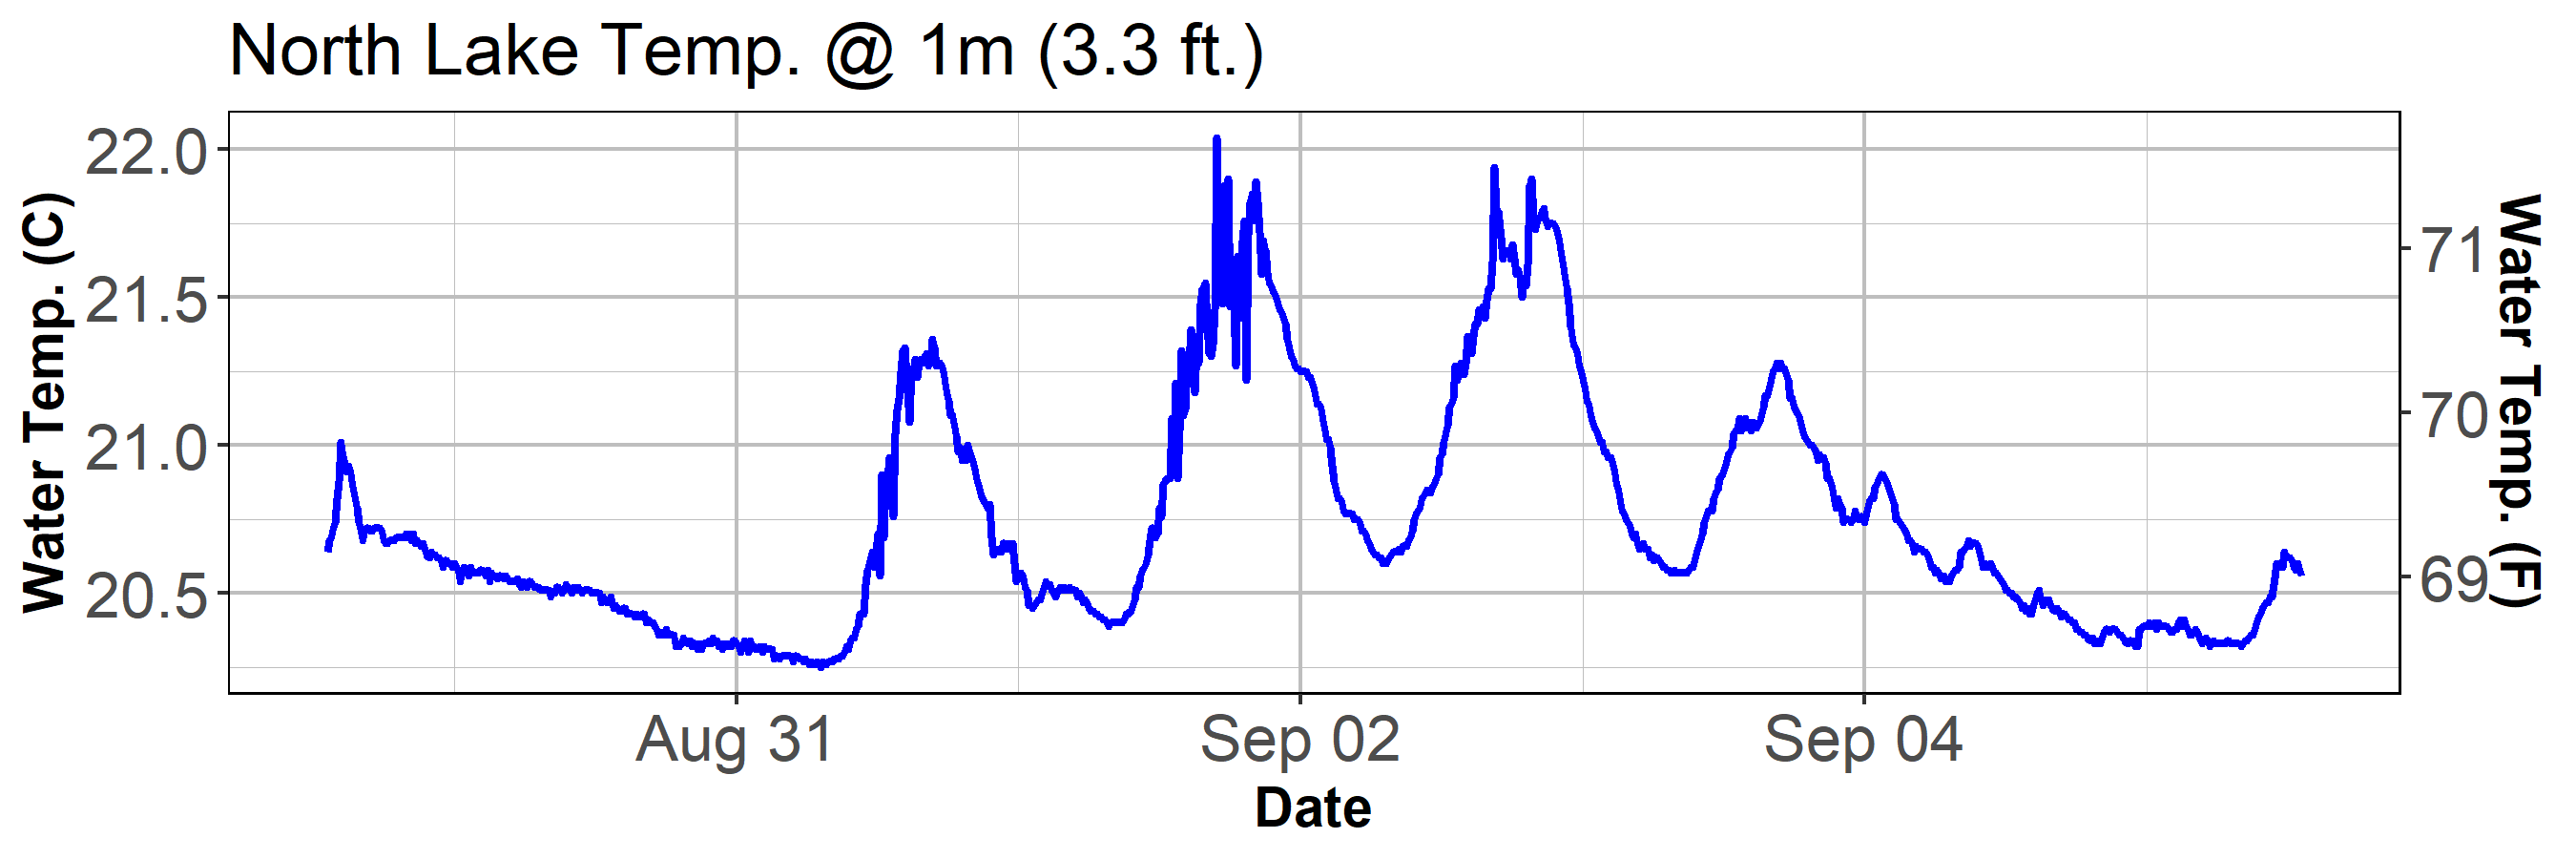 North Lake Temp. @ 1m (3.3 ft.)
22.0
21.5
21.0
20.5
Water Temp. (C)
71
70
69
Water Temp. (F)
Aug 31
Sep 02
Sep 04
Date